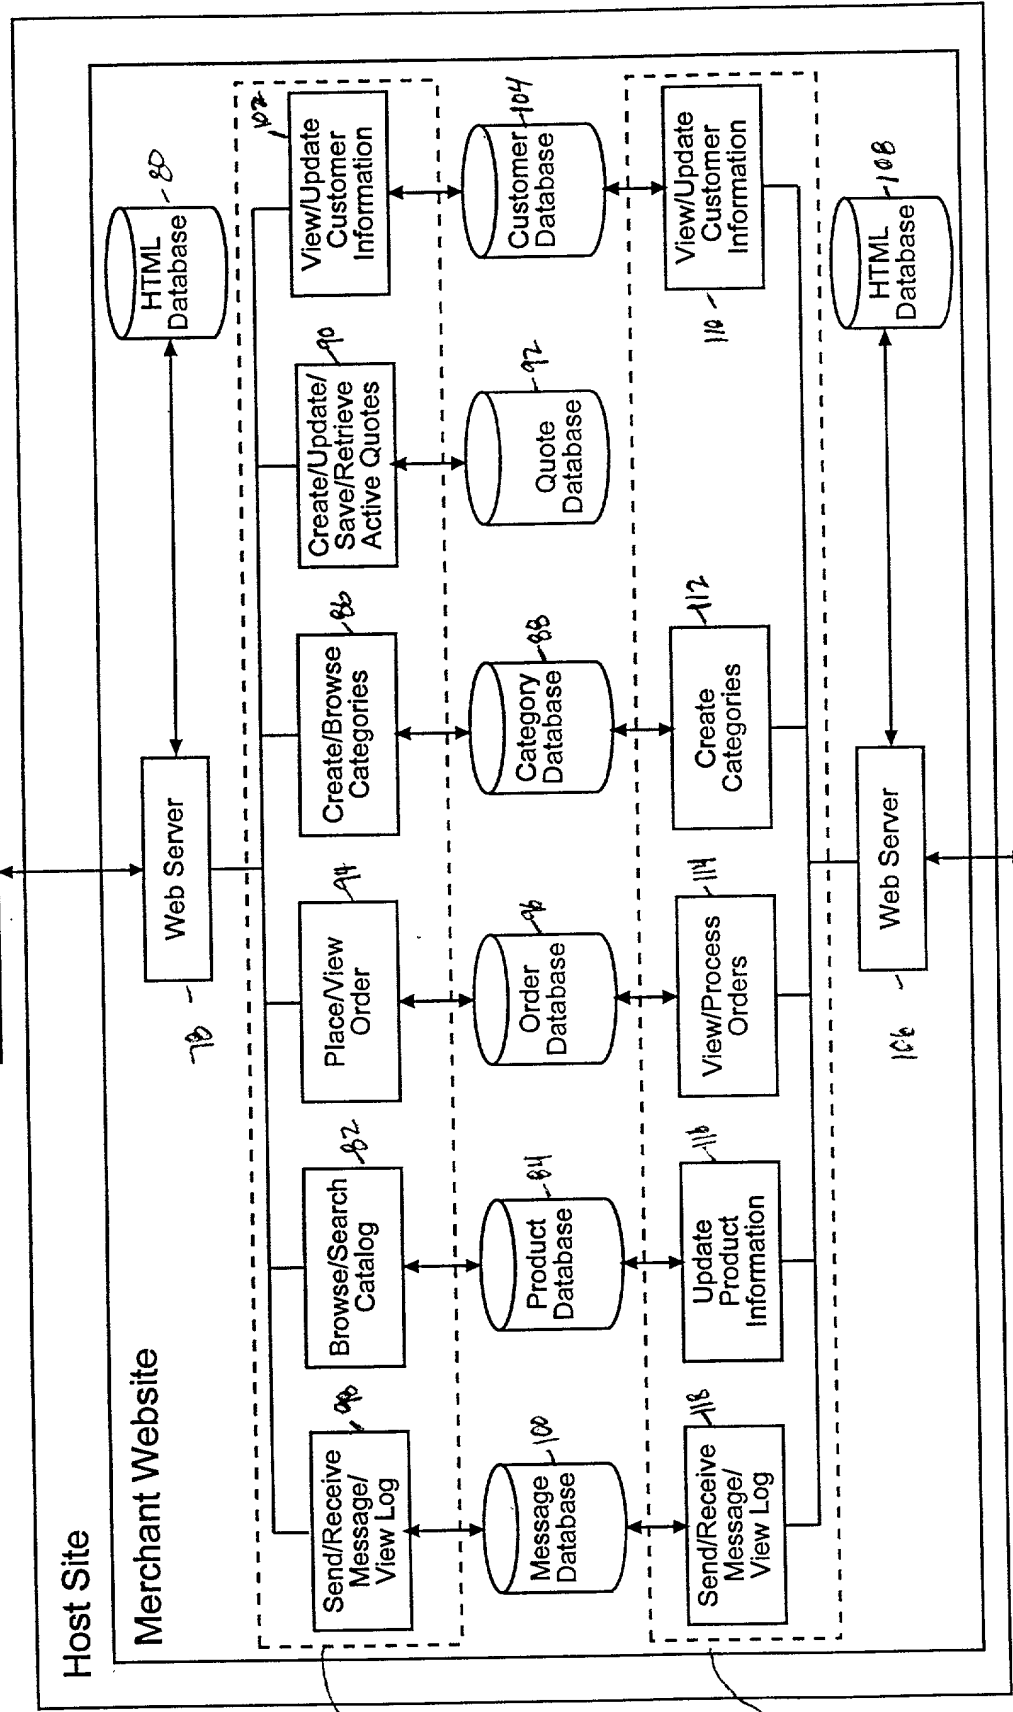 Host Site
Merchant Website
78
Web Server
HTML
Database
80
Send/Receive
Message/
View Log
Browse/Search
Catalog
82
Place/View
Order
94
Create/Browse
Categories
86
Create/Update/
Save/Retrieve
Active Quotes
90
View/Update
Customer
Information
102
Message
Database
100
Product
Database
84
Order
Database
96
Category
Database
88
Quote
Database
92
Customer
Database
104
Send/Receive
Message/
View Log
118
Update
Product
Information
116
View/Process
Orders
114
Create
Categories
112
View/Update
Customer
Information
110
106
Web Server
HTML
Database
108